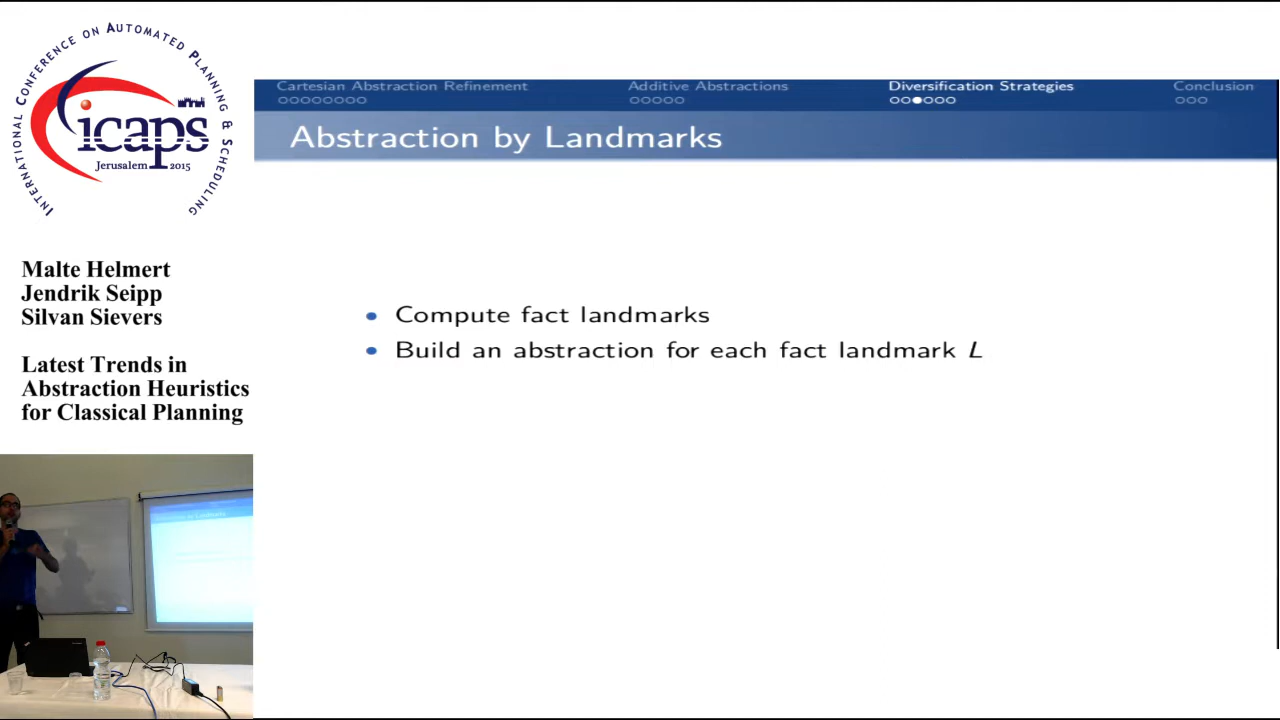 INTERNATIONAL CONFERENCE ON AUTOMATED PLANNING & SCHEDULING
icaps
Jerusalem 2015
Malte Helmert
Jendrik Seipp
Silvan Sievers
Latest Trends in
Abstraction Heuristics
for Classical Planning
Cartesian Abstraction Refinement
Additive Abstractions
Diversification Strategies
Conclusion
Abstraction by Landmarks
• Compute fact landmarks
• Build an abstraction for each fact landmark L